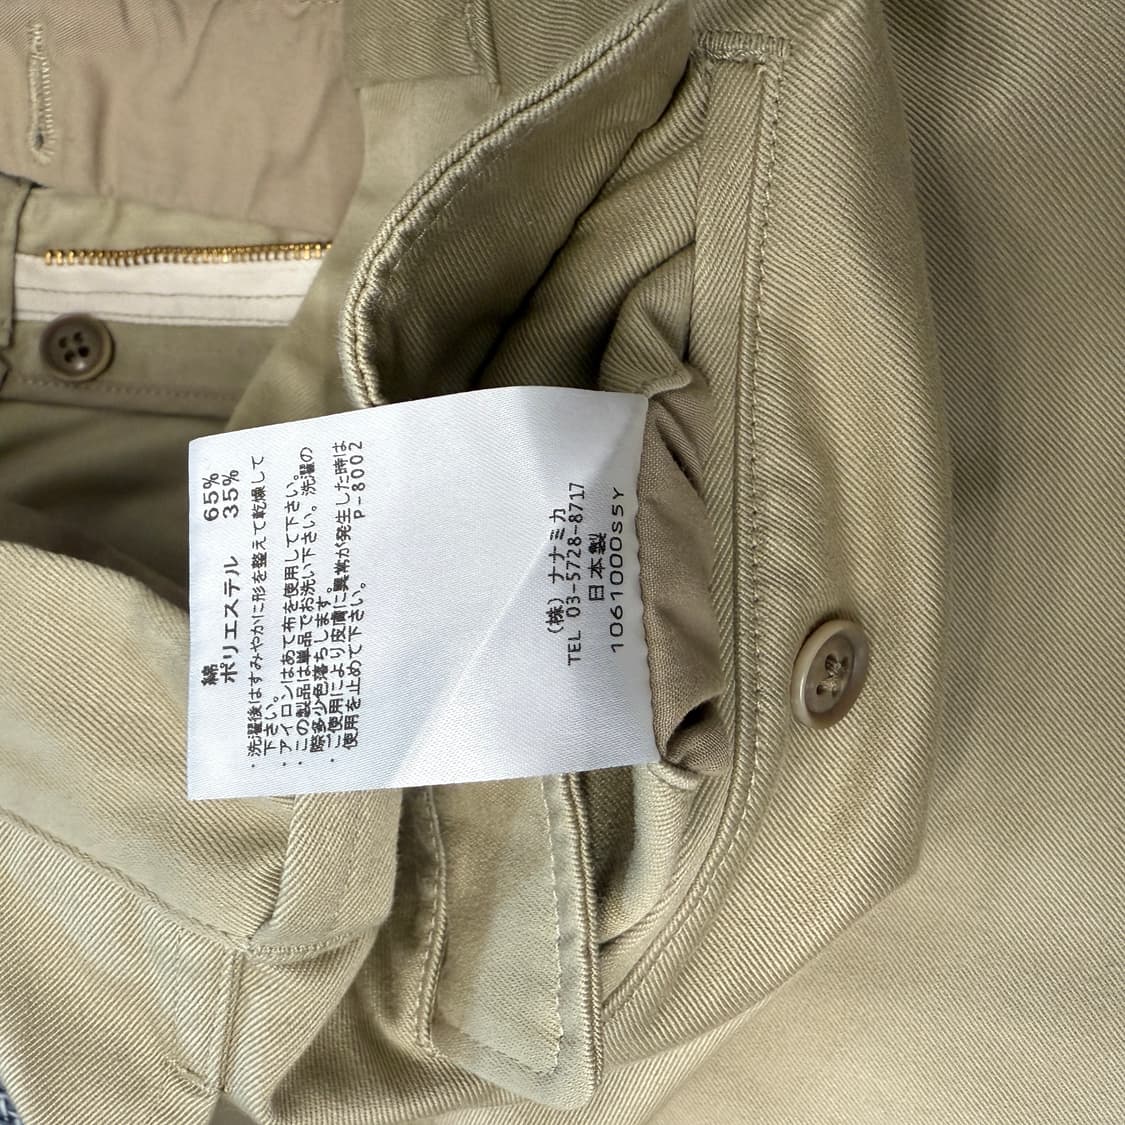 綿 65%
ポリエステル 35%
・洗濯後はすみやかに形を整えて乾燥して
下さい。
・アイロンはあて布を使用して下さい。
・この製品は単品でお洗い下さい。洗濯の
際多少色落ちします。
・ご使用により皮膚に異常が発生した時は
使用を止めて下さい。 P-8002
(株)ナナミカ
TEL 03-5728-8717
日本製
1061000s5Y